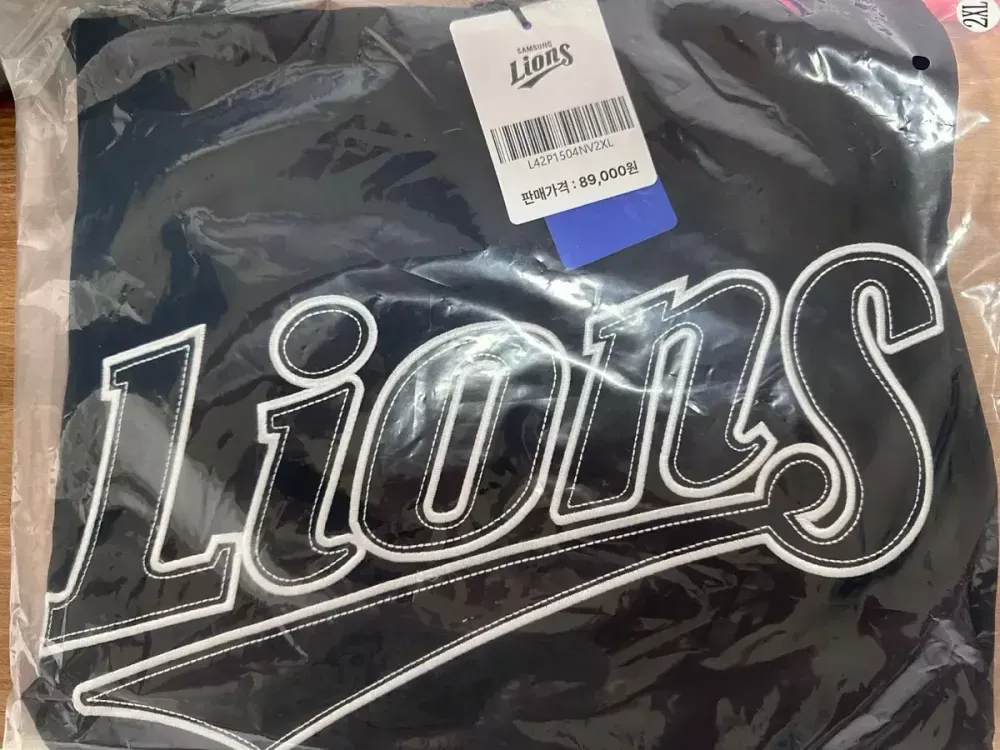 SAMSUNG
Lions
L42P1504NV2XL
판매가격 : 89,000원
2XL
Lions